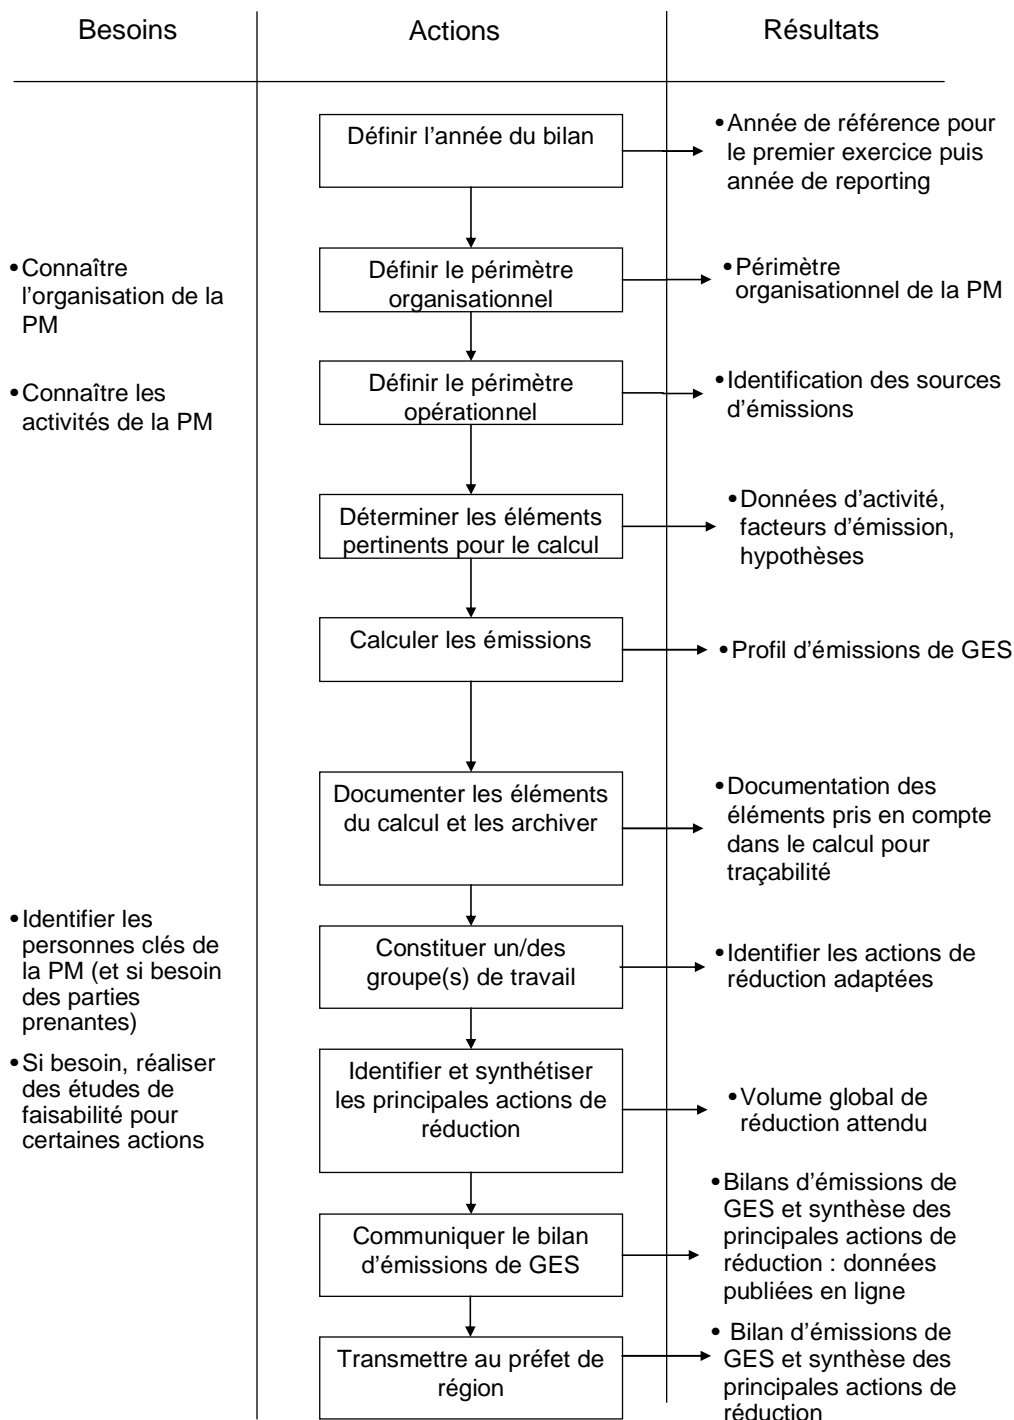 Besoins
Actions
Résultats
Définir l'année du bilan
•Année de référence pour
le premier exercice puis
année de reporting
•Connaître
l'organisation de la
PM
Définir le périmètre
organisationnel
•Périmètre
organisationnel de la PM
•Connaître les
activités de la PM
Définir le périmètre
opérationnel
•Identification des sources
d'émissions
Déterminer les éléments
pertinents pour le calcul
•Données d'activité,
facteurs d'émission,
hypothèses
Calculer les émissions
•Profil d'émissions de GES
Documenter les éléments
du calcul et les archiver
•Documentation des
éléments pris en compte
dans le calcul pour
traçabilité
•Identifier les
personnes clés de
la PM (et si besoin
des parties
prenantes)
Constituer un/des
groupe(s) de travail
•Identifier les actions de
réduction adaptées
•Si besoin, réaliser
des études de
faisabilité pour
certaines actions
Identifier et synthétiser
les principales actions de
réduction
•Volume global de
réduction attendu
Communiquer le bilan
d'émissions de GES
•Bilans d'émissions de
GES et synthèse des
principales actions de
réduction : données
publiées en ligne
Transmettre au préfet de
région
• Bilan d'émissions de
GES et synthèse des
principales actions de
réduction